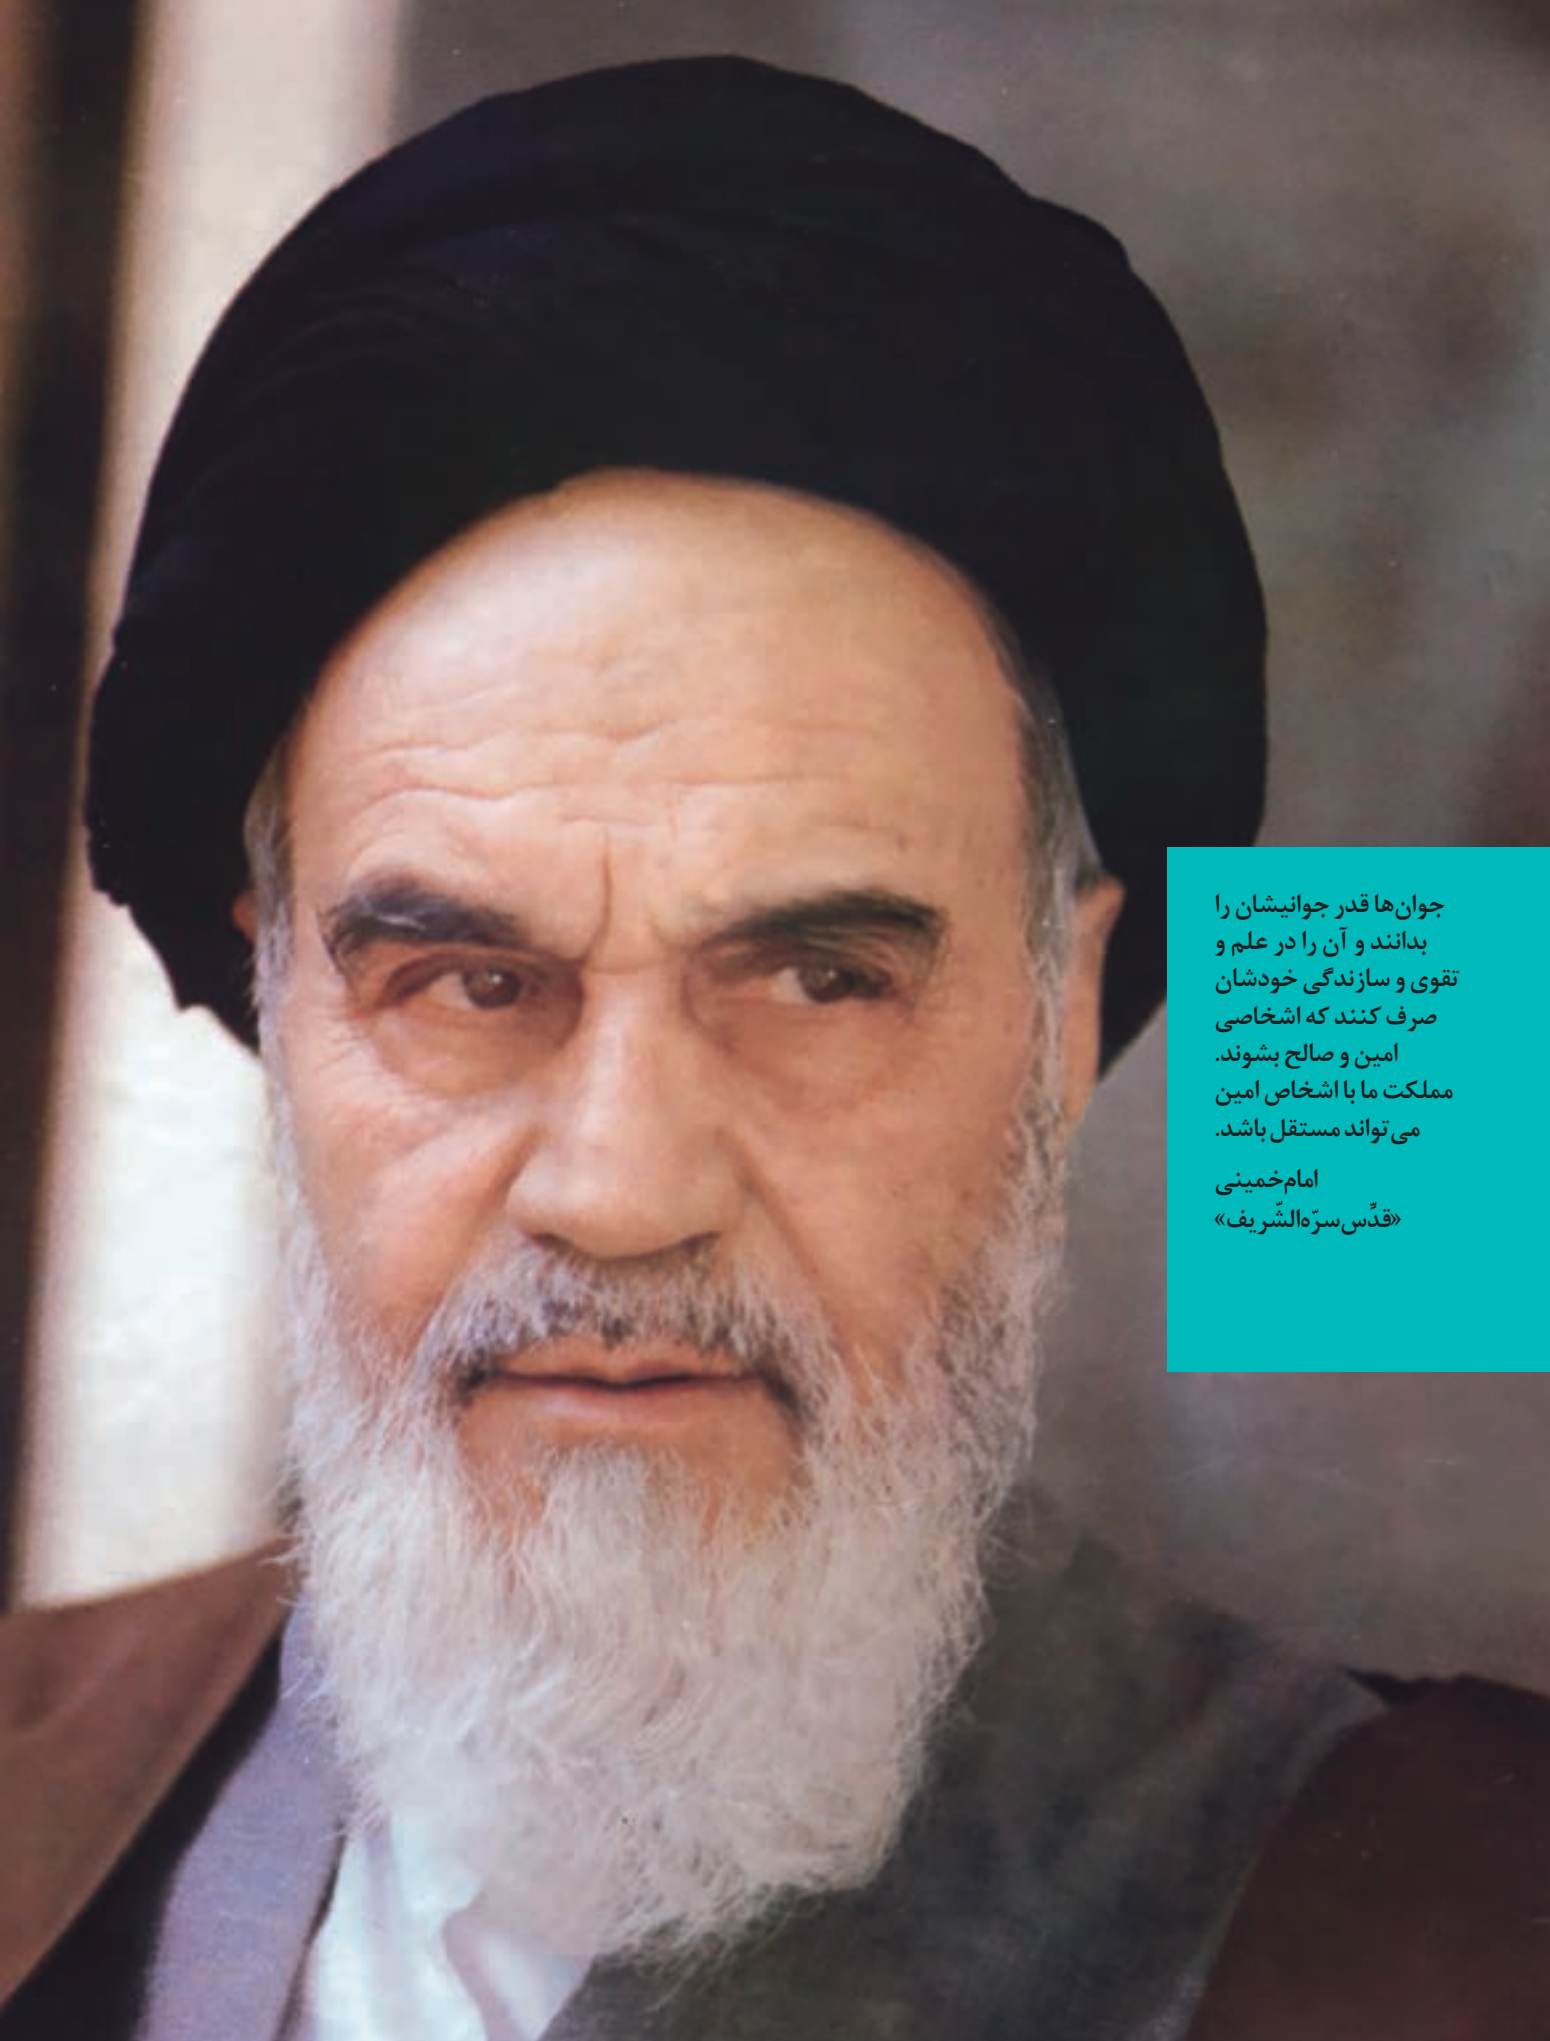 جوان‌ها قدر جوانیشان را
بدانند و آن را در علم و
تقوی و سازندگی خودشان
صرف کنند که اشخاصی
امین و صالح بشوند.
مملکت ما با اشخاص امین
می‌تواند مستقل باشد.
امام‌خمینی
«قدِّس‌سرّه‌الشّریف»